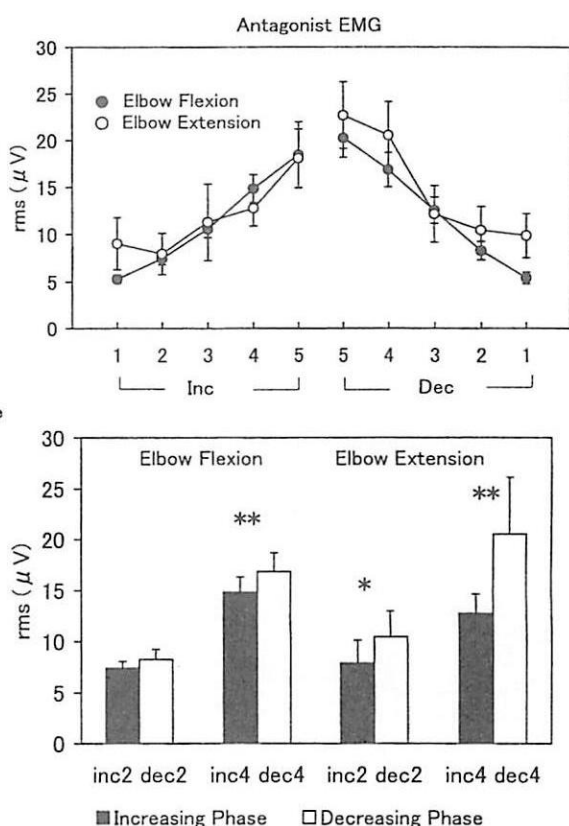 Antagonist EMG
30
25
20
15
10
5
0
rms ( μ V)
Elbow Flexion
Elbow Extension
1 2 3 4 5 5 4 3 2 1
Inc Dec
e
30
25
20
15
10
5
0
rms ( μ V)
Elbow Flexion Elbow Extension
** * **
inc2 dec2 inc4 dec4 inc2 dec2 inc4 dec4
Increasing Phase Decreasing Phase